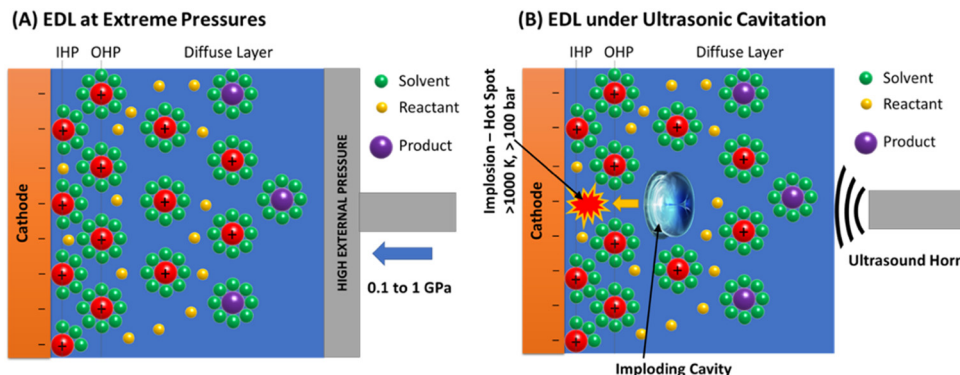 (A) EDL at Extreme Pressures
IHP OHP Diffuse Layer
Solvent
Reactant
Product
Cathode
HIGH EXTERNAL PRESSURE
0.1 to 1 GPa
(B) EDL under Ultrasonic Cavitation
IHP OHP Diffuse Layer
Solvent
Reactant
Product
Implosion – Hot Spot
>1000 K, >100 bar
Cathode
Ultrasound Horn
Imploding Cavity